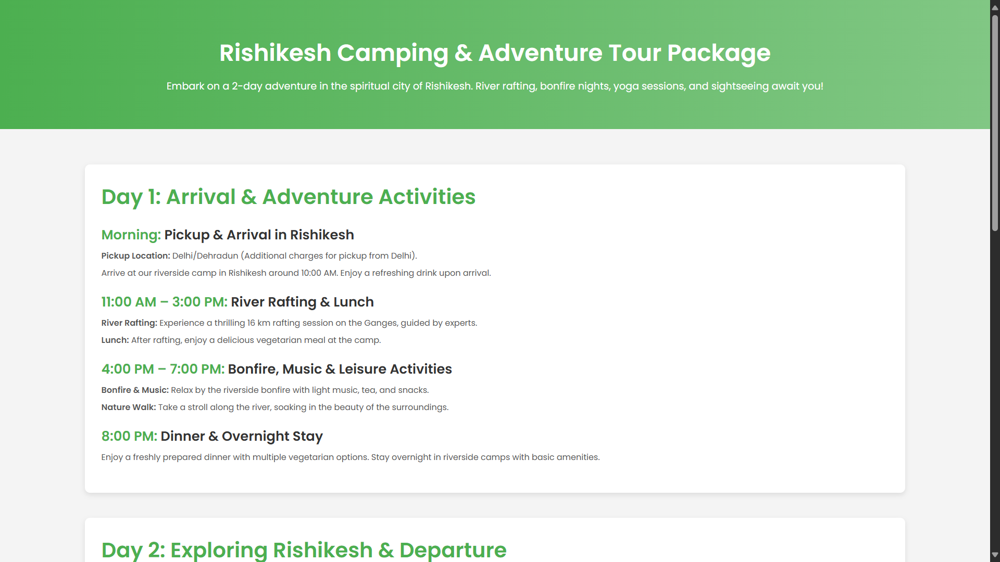 Rishikesh Camping & Adventure Tour Package
Embark on a 2-day adventure in the spiritual city of Rishikesh. River rafting, bonfire nights, yoga sessions, and sightseeing await you!
Day 1: Arrival & Adventure Activities
Morning: Pickup & Arrival in Rishikesh
Pickup Location: Delhi/Dehradun (Additional charges for pickup from Delhi).
Arrive at our riverside camp in Rishikesh around 10:00 AM. Enjoy a refreshing drink upon arrival.
11:00 AM – 3:00 PM: River Rafting & Lunch
River Rafting: Experience a thrilling 16 km rafting session on the Ganges, guided by experts.
Lunch: After rafting, enjoy a delicious vegetarian meal at the camp.
4:00 PM – 7:00 PM: Bonfire, Music & Leisure Activities
Bonfire & Music: Relax by the riverside bonfire with light music, tea, and snacks.
Nature Walk: Take a stroll along the river, soaking in the beauty of the surroundings.
8:00 PM: Dinner & Overnight Stay
Enjoy a freshly prepared dinner with multiple vegetarian options. Stay overnight in riverside camps with basic amenities.
Day 2: Exploring Rishikesh & Departure